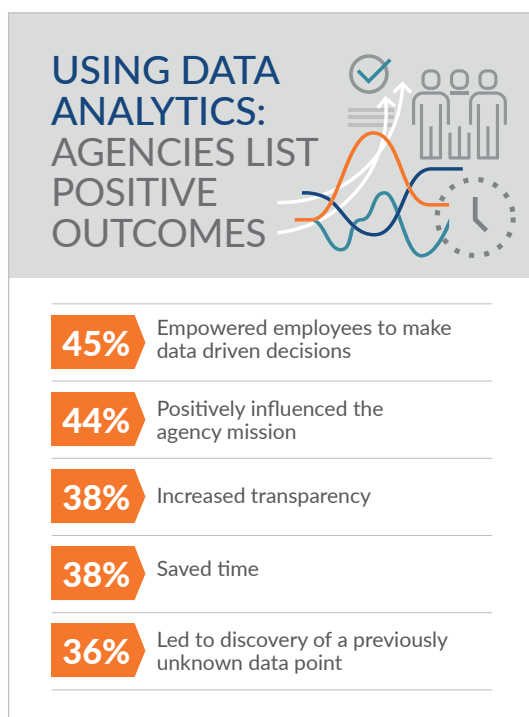 USING DATA
ANALYTICS:
AGENCIES LIST
POSITIVE
OUTCOMES
45%
Empowered employees to make
data driven decisions
44%
Positively influenced the
agency mission
38%
Increased transparency
38%
Saved time
36%
Led to discovery of a previously
unknown data point